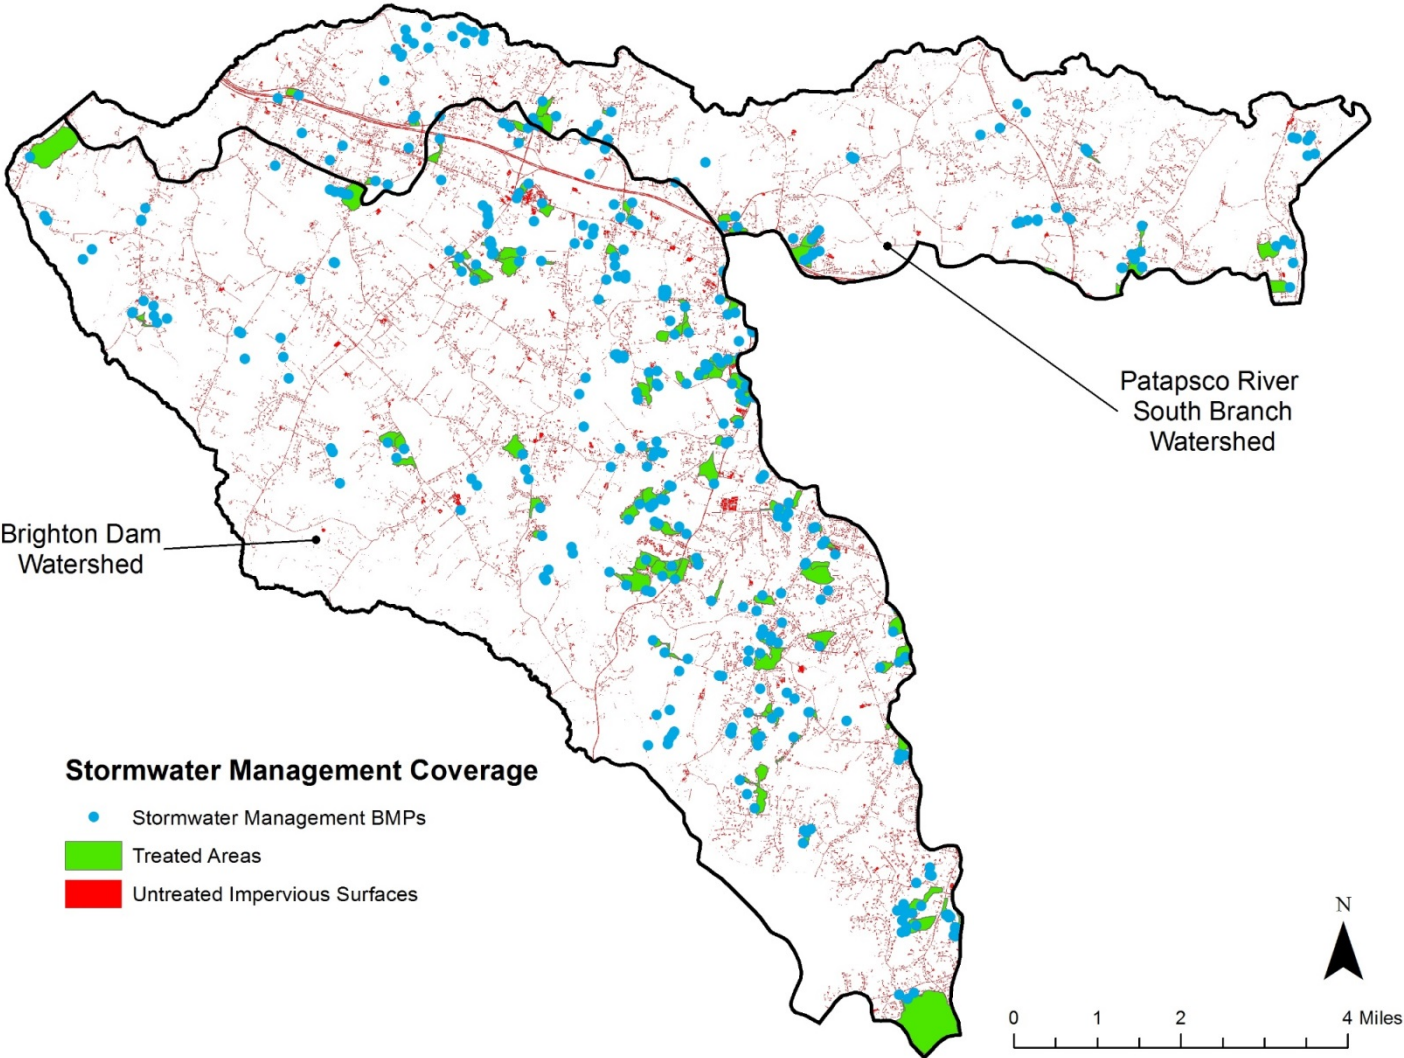 Patapsco River
South Branch
Watershed
Brighton Dam
Watershed
Stormwater Management Coverage
Stormwater Management BMPs
Treated Areas
Untreated Impervious Surfaces
N
0 1 2 4 Miles